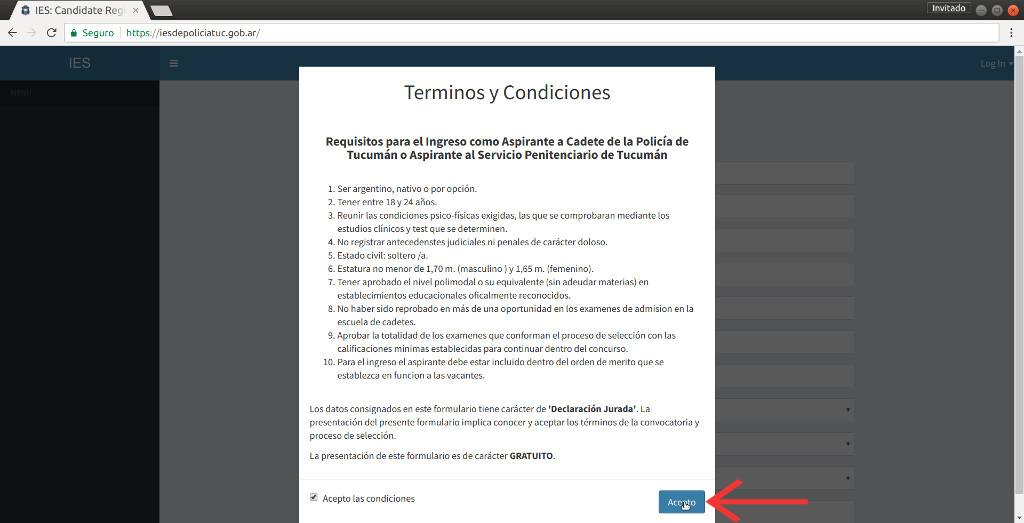 IES: Candidate Reg
Invitado
Seguro
https://iesdepoliciatuc.gob.ar/
IES
Log In
MENU
Terminos y Condiciones
Requisitos para el Ingreso como Aspirante a Cadete de la Policía de
Tucumán o Aspirante al Servicio Penitenciario de Tucumán
1. Ser argentino, nativo o por opción.
2. Tener entre 18 y 24 años.
3. Reunir las condiciones psico-físicas exigidas, las que se comprobaran mediante los
estudios clínicos y test que se determinen.
4. No registrar antecedenstes judiciales ni penales de carácter doloso.
5. Estado civil: soltero /a.
6. Estatura no menor de 1,70 m. (masculino ) y 1,65 m. (femenino).
7. Tener aprobado el nivel polimodal o su equivalente (sin adeudar materias) en
establecimientos educacionales oficalmente reconocidos.
8. No haber sido reprobado en más de una oportunidad en los examenes de admision en la
escuela de cadetes.
9. Aprobar la totalidad de los examenes que conforman el proceso de selección con las
calificaciones minimas establecidas para continuar dentro del concurso.
10. Para el ingreso el aspirante debe estar incluido dentro del orden de merito que se
establezca en funcion a las vacantes.
Los datos consignados en este formulario tiene carácter de 'Declaración Jurada'. La
presentación del presente formulario implica conocer y aceptar los términos de la convocatoria y
proceso de selección.
La presentación de este formulario es de carácter GRATUITO.
Acepto las condiciones
Acepto